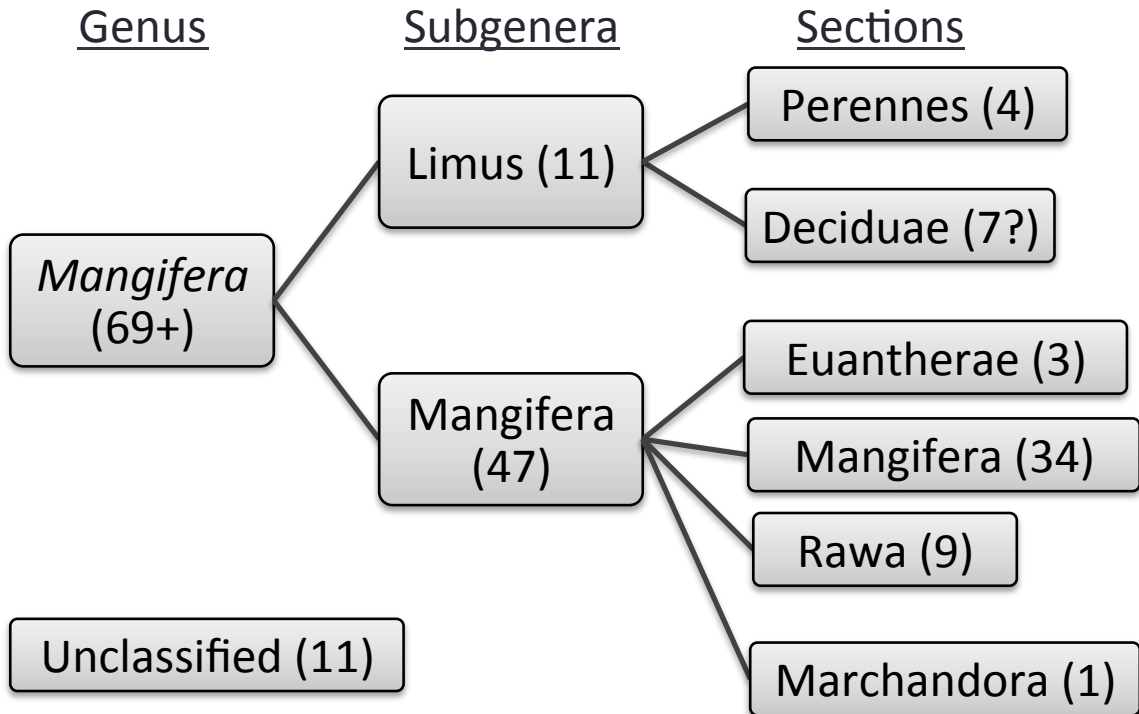 Genus
Subgenera
Sections
Mangifera
(69+)
Limus (11)
Mangifera
(47)
Perennes (4)
Deciduae (7?)
Euantherae (3)
Mangifera (34)
Rawa (9)
Marchandora (1)
Unclassified (11)